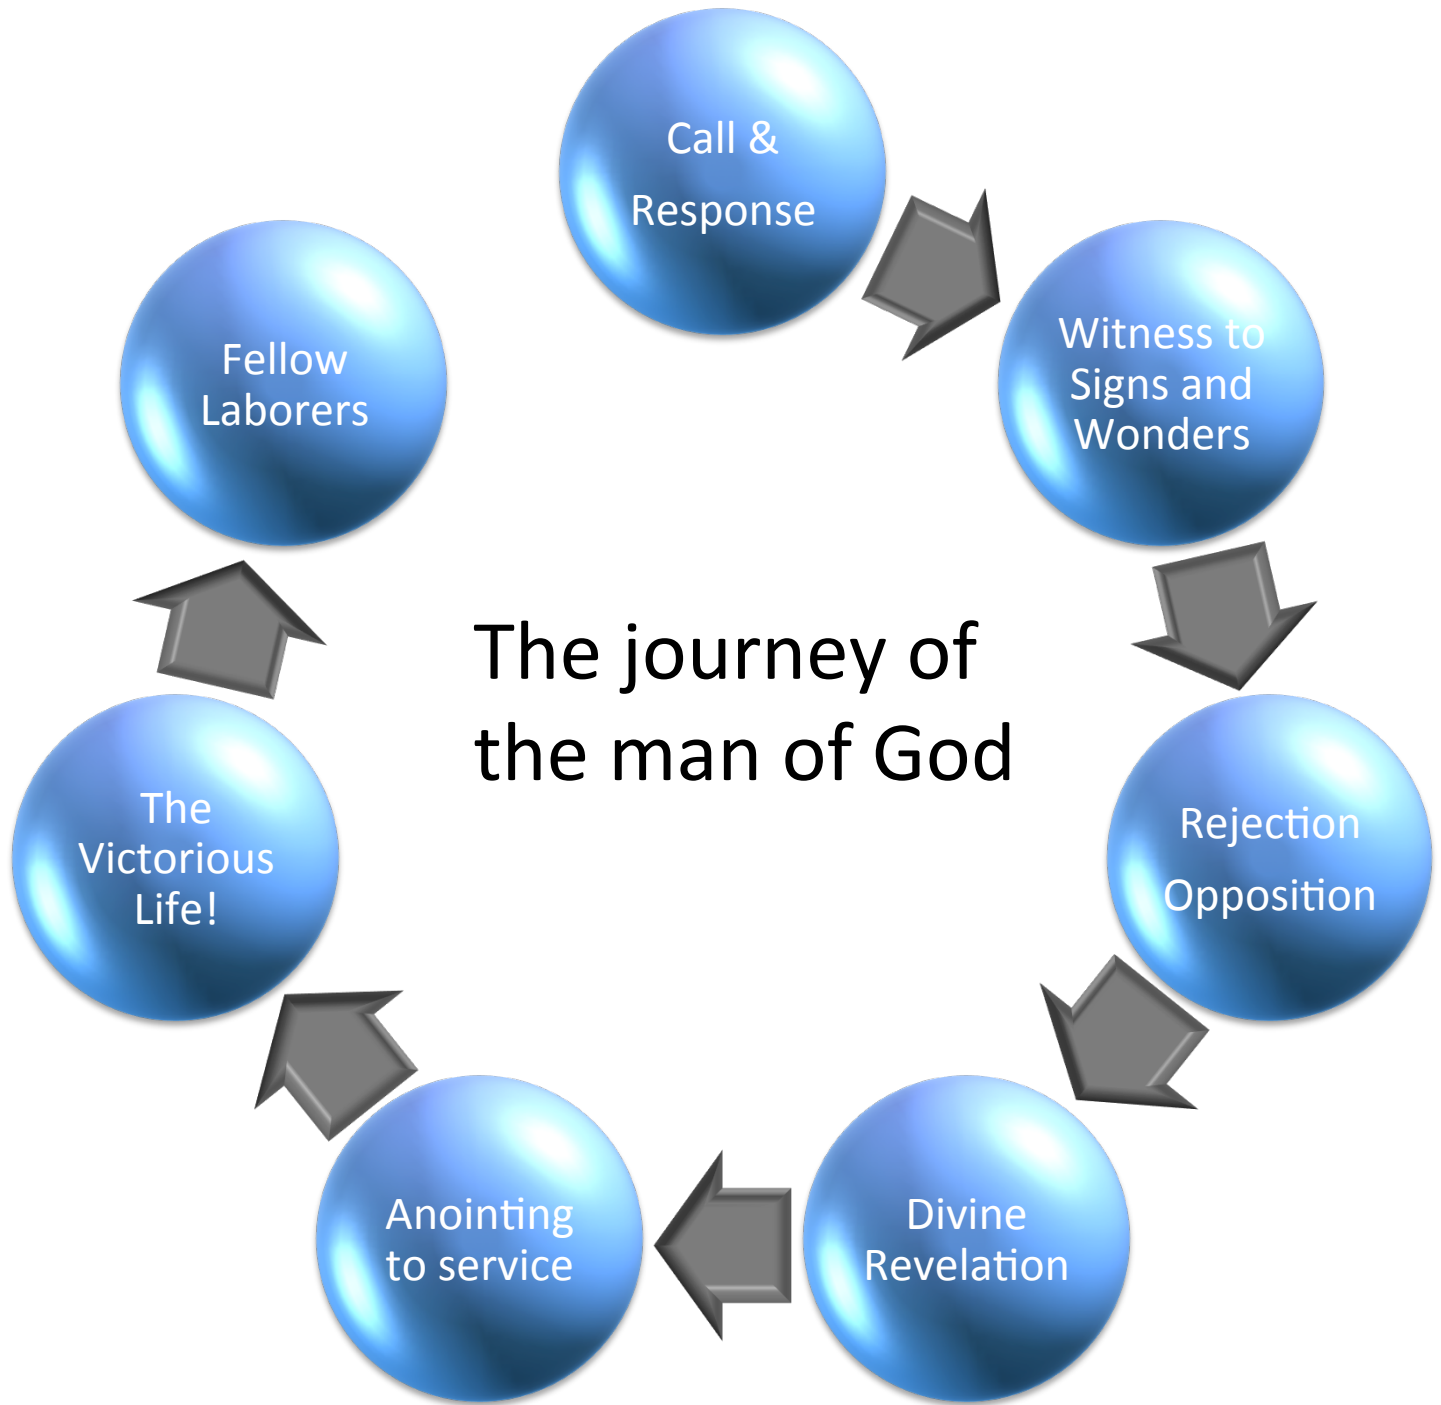 Call &
Response
Witness to
Signs and
Wonders
Rejection
Opposition
Divine
Revelation
Anointing
to service
The
Victorious
Life!
Fellow
Laborers
The journey of
the man of God